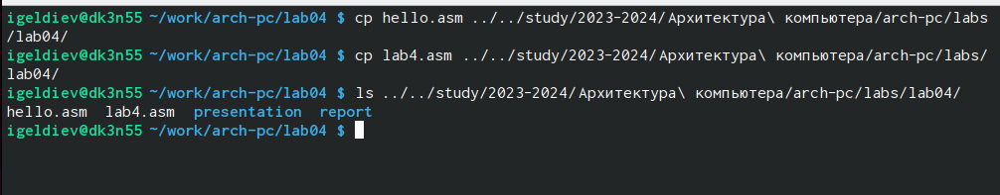 igeldiev@dk3n55 ~/work/arch-pc/lab04 $ cp hello.asm ../../study/2023-2024/Архитектура\ компьютера/arch-pc/labs
/lab04/
igeldiev@dk3n55 ~/work/arch-pc/lab04 $ cp lab4.asm ../../study/2023-2024/Архитектура\ компьютера/arch-pc/labs/
lab04/
igeldiev@dk3n55 ~/work/arch-pc/lab04 $ ls ../../study/2023-2024/Архитектура\ компьютера/arch-pc/labs/lab04/
hello.asm  lab4.asm  presentation  report
igeldiev@dk3n55 ~/work/arch-pc/lab04 $